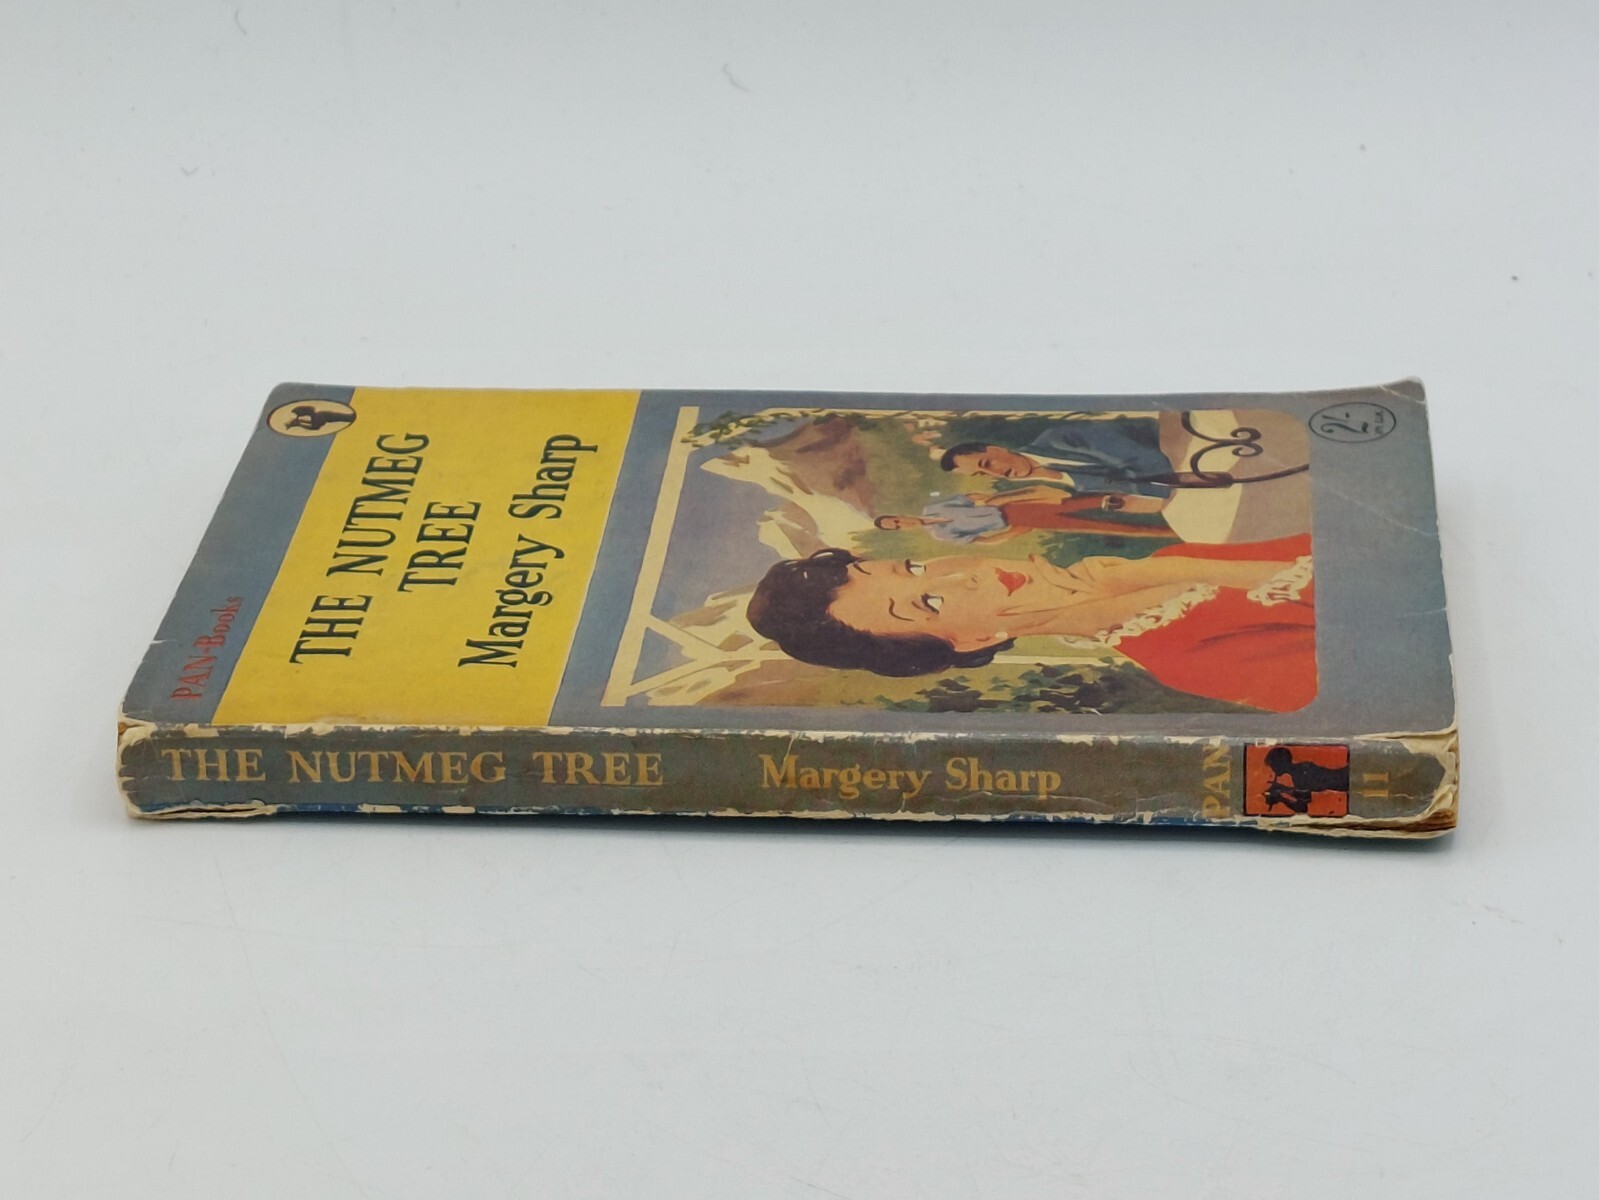 PAN-Books
THE NUTMEG
TREE
Margery Sharp
2/-
THE NUTMEG TREE Margery Sharp PAN 11